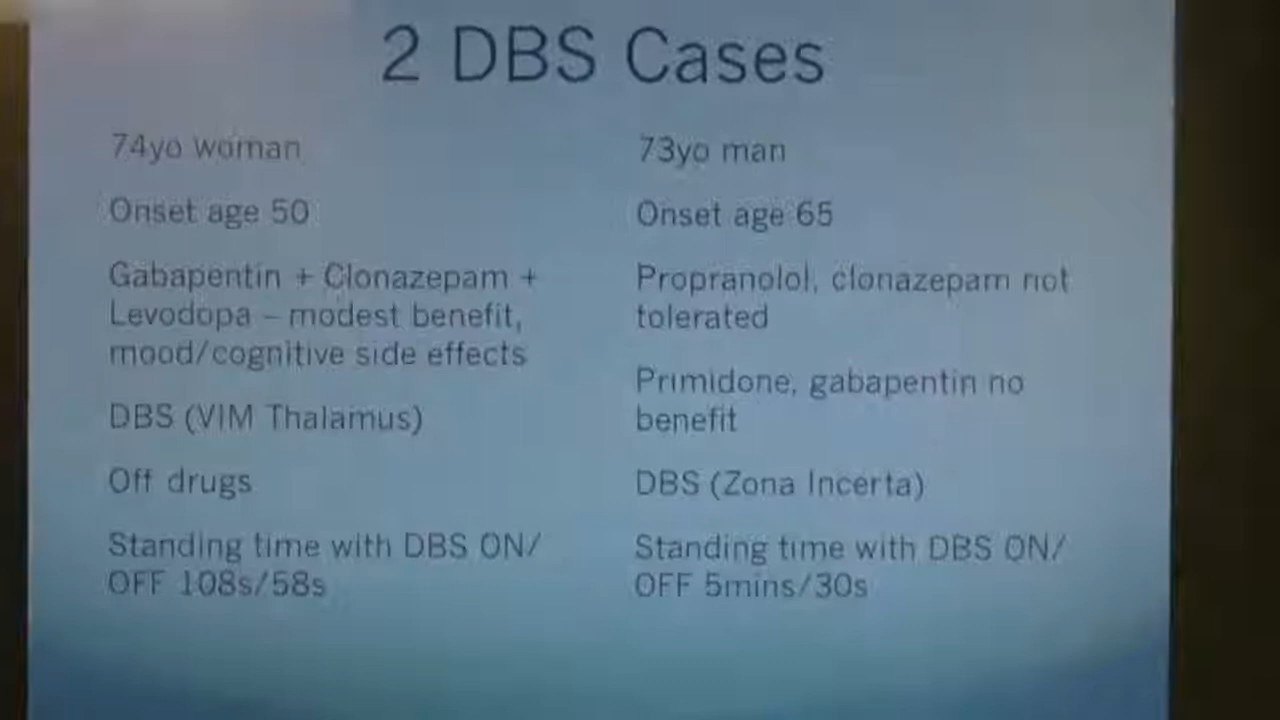 2 DBS Cases
74yo woman
Onset age 50
Gabapentin + Clonazepam +
Levodopa – modest benefit,
mood/cognitive side effects
DBS (VIM Thalamus)
Off drugs
Standing time with DBS ON/
OFF 108s/58s
73yo man
Onset age 65
Propranolol, clonazepam not
tolerated
Primidone, gabapentin no
benefit
DBS (Zona Incerta)
Standing time with DBS ON/
OFF 5mins/30s